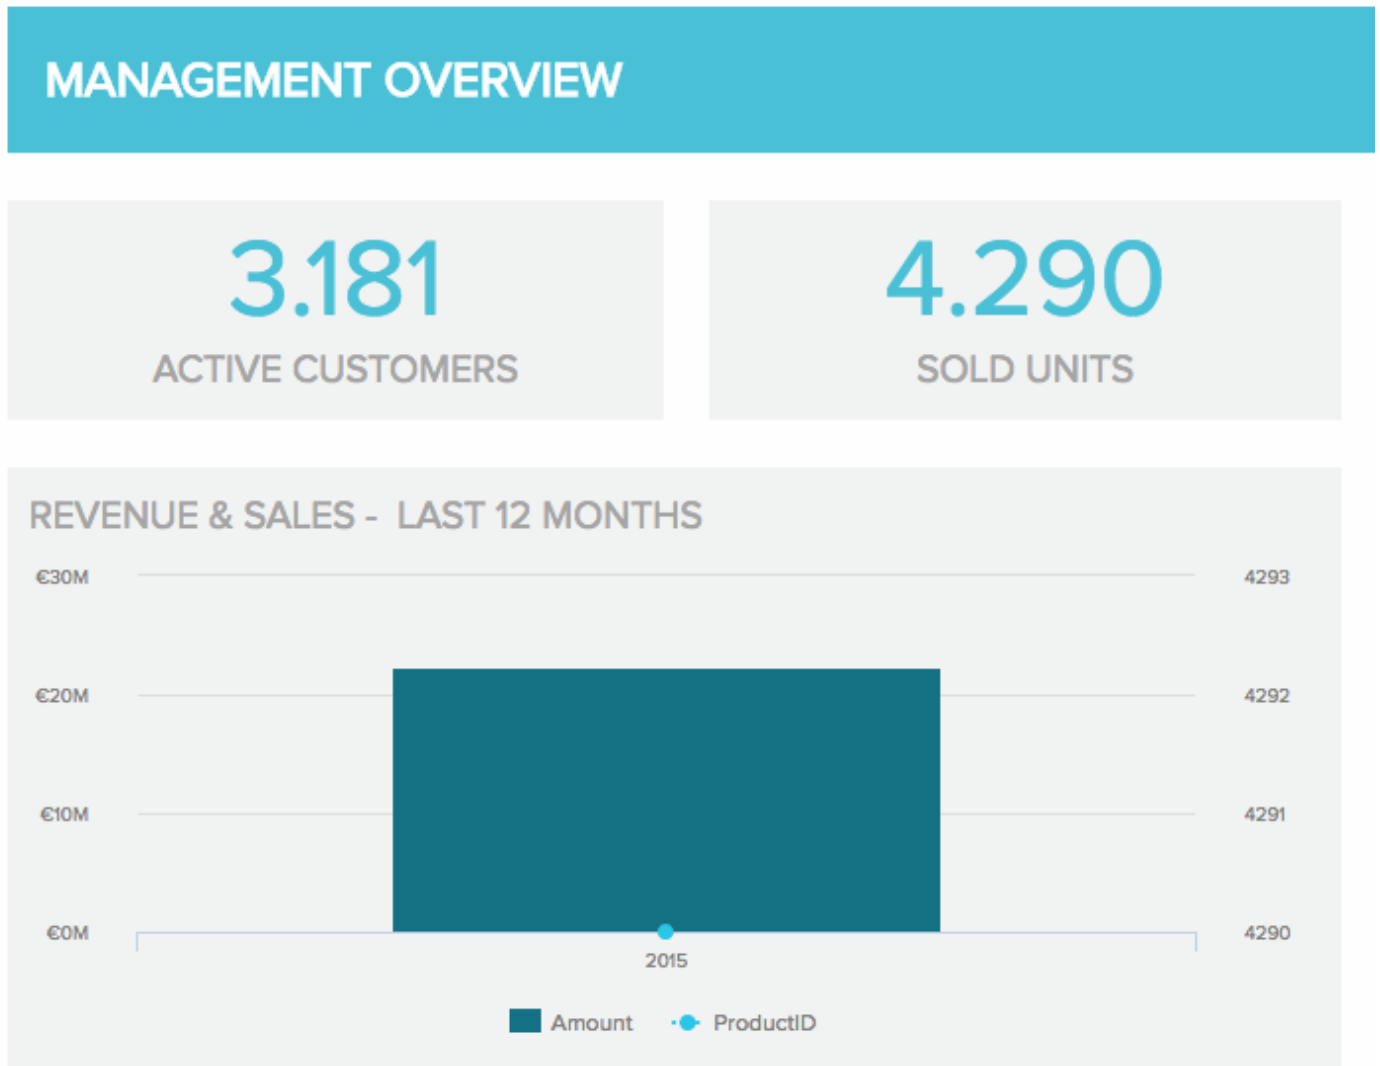 MANAGEMENT OVERVIEW
3.181
ACTIVE CUSTOMERS
4.290
SOLD UNITS
REVENUE & SALES - LAST 12 MONTHS
€30M
4293
€20M
4292
€10M
4291
€0M
4290
2015
Amount
ProductID